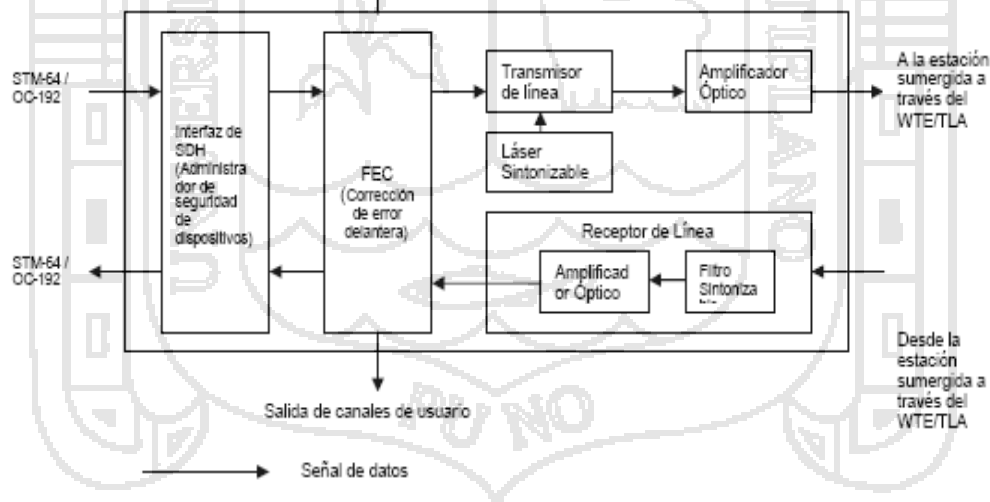 STM-64 /
OC-192
Interfaz de
SDH
(Administra
dor de
seguridad
de
dispositivos)
FEC
(Corrección
de error
delantera)
Transmisor
de línea
Amplificador
Óptico
Láser
Sintonizable
A la estación
sumergida a
través del
WTE/TLA
Receptor de Línea
Amplificad
or Óptico
Filtro
Sintoniza
STM-64 /
OC-192
Desde la
estación
sumergida a
través del
WTE/TLA
Salida de canales de usuario
Señal de datos
PUNO